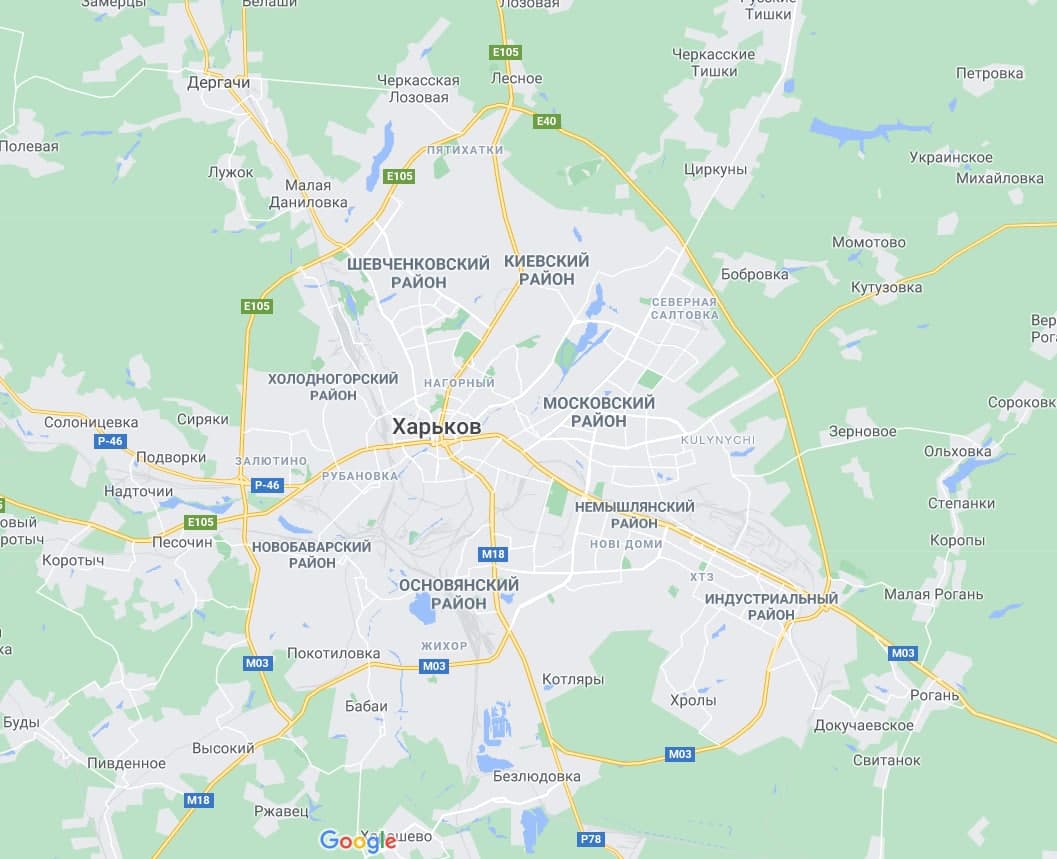 Замерцы
Белаши
Лозовая
Русские
Тишки
E105
Лесное
Черкасские
Тишки
Петровка
Дергачи
Черкасская
Лозовая
E40
Полевая
ПЯТИХАТКИ
Украинское
Циркуны
Михайловка
Лужок
E105
Малая
Даниловка
Момотово
ШЕВЧЕНКОВСКИЙ
РАЙОН
КИЕВСКИЙ
РАЙОН
Бобровка
Кутузовка
E105
СЕВЕРНАЯ
САЛТОВКА
ХОЛОДНОГОРСКИЙ
РАЙОН
НАГОРНЫЙ
МОСКОВСКИЙ
РАЙОН
Солоницевка
Сиряки
Харьков
KULYNYCHI
Зерновое
P-46
Подворки
ЗАЛЮТИНО
РУБАНОВКА
Ольховка
Надточии
P-46
Степанки
E105
НЕМЫШЛЯНСКИЙ
РАЙОН
Песочин
НОВОБАВАРСКИЙ
РАЙОН
НОВІ ДОМИ
Коропы
Коротыч
M18
ХТЗ
ОСНОВЯНСКИЙ
РАЙОН
ИНДУСТРИАЛЬНЫЙ
РАЙОН
Малая Рогань
ЖИХОР
Покотиловка
M03
M03
M03
Котляры
Рогань
Хролы
Бабаи
Буды
Докучаевское
Высокий
M03
Свитанок
Пивденное
Безлюдовка
M18
Ржавец
Google
P78